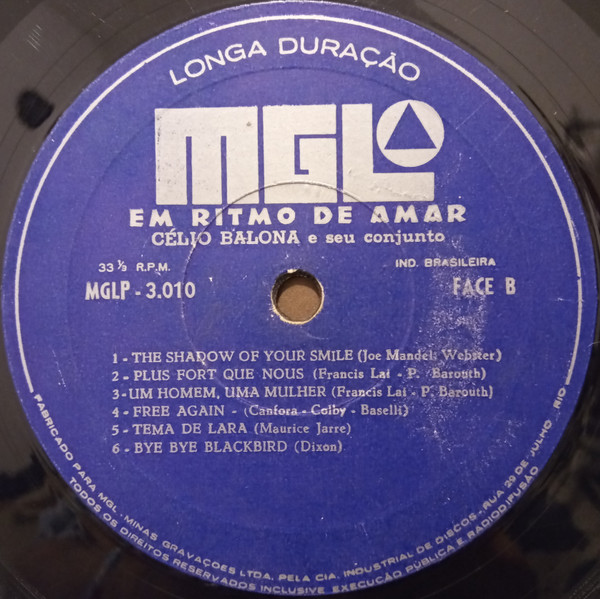 LONGA DURAÇÃO
MGL
EM RITMO DE AMAR
CÉLIO BALONA e seu conjunto
33 ⅓ R.P.M.
IND. BRASILEIRA
MGLP - 3.010
FACE B
1 - THE SHADOW OF YOUR SMILE (Joe Mandel: Webster)
2 - PLUS FORT QUE NOUS (Francis Lai - P. Barouth)
3 - UM HOMEM, UMA MULHER (Francis Lai - P. Barouth)
4 - FREE AGAIN - (Canfora - Colby - Baselli)
5 - TEMA DE LARA (Maurice Jarre)
6 - BYE BYE BLACKBIRD (Dixon)
FABRICADO PARA MGL - MINAS GRAVAÇÕES LTDA. PELA CIA. INDUSTRIAL DE DISCOS - RUA 29 DE JULHO RIO
TODOS OS DIREITOS RESERVADOS INCLUSIVE EXECUÇÃO PÚBLICA E RADIODIFUSÃO